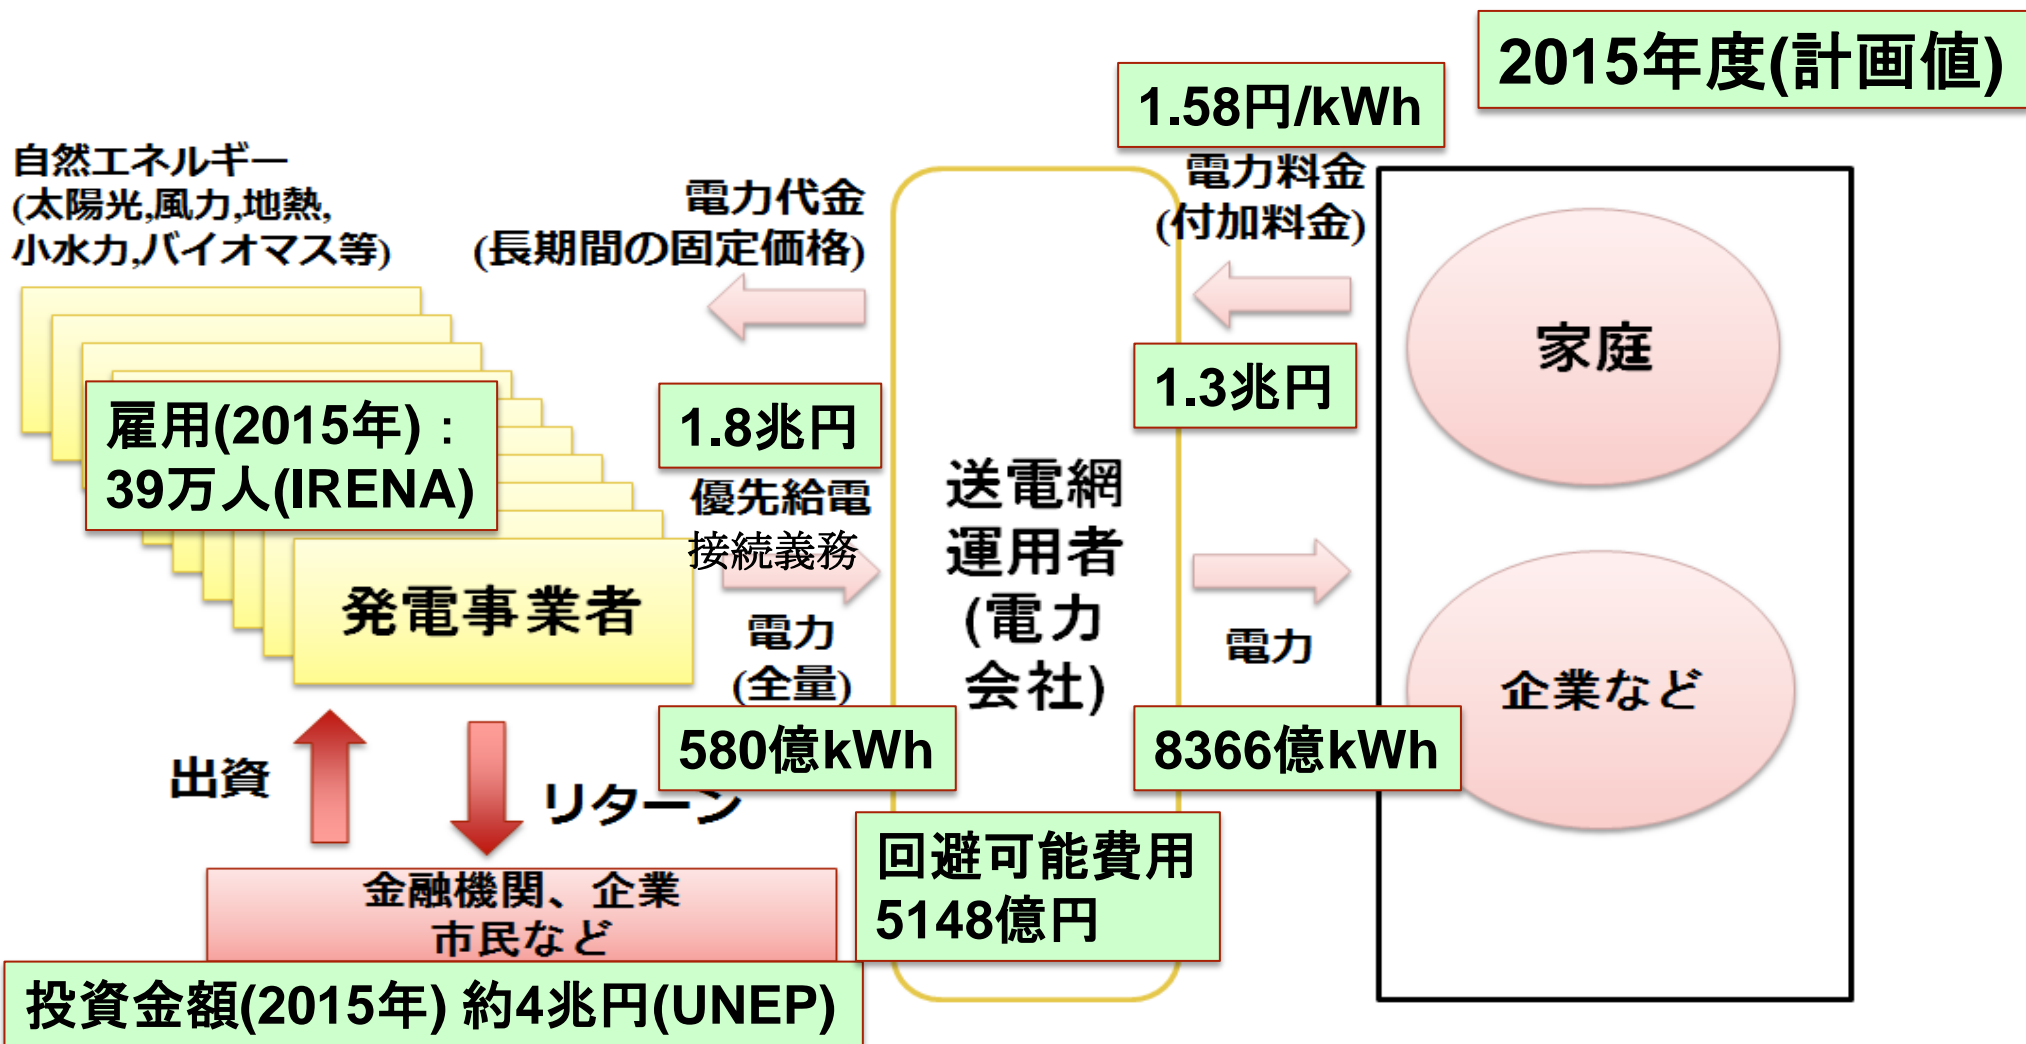 2015年度(計画値)
1.58円/kWh
自然エネルギー
(太陽光,風力,地熱,
小水力,バイオマス等)
電力代金
(長期間の固定価格)
電力料金
(付加料金)
家庭
1.3兆円
雇用(2015年)：
39万人(IRENA)
1.8兆円
優先給電
接続義務
送電網
運用者
(電力
会社)
発電事業者
電力
(全量)
電力
企業など
580億kWh
8366億kWh
出資
リターン
回避可能費用
5148億円
金融機関、企業
市民など
投資金額(2015年) 約4兆円(UNEP)